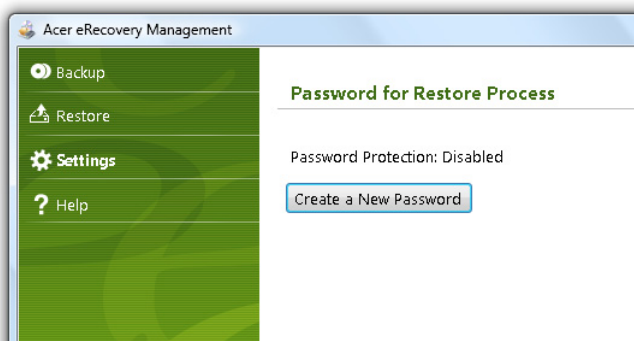 Acer eRecovery Management
Backup
Restore
Settings
? Help
Password for Restore Process
Password Protection: Disabled
Create a New Password